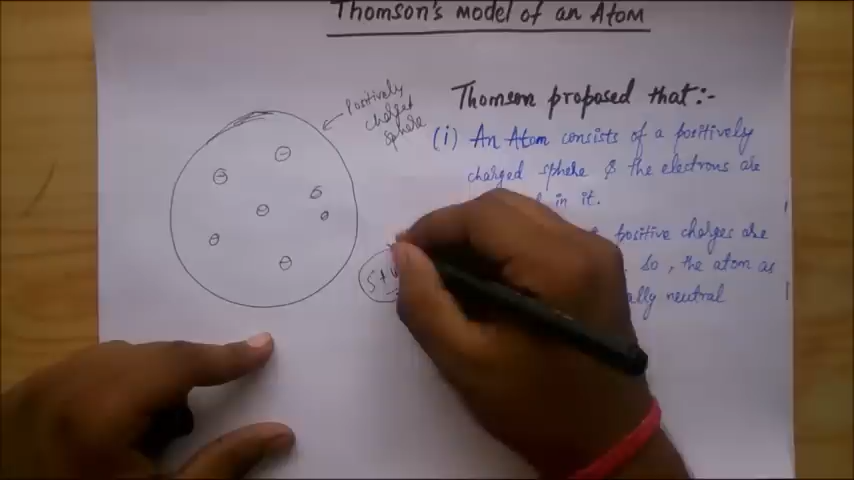 Thomson's model of an Atom
Positively
charged
sphere
Thomson proposed that:-
(i) An Atom consists of a positively
charged sphere & the electrons are
in it.
positive charges are
So, the atom as
ally neutral